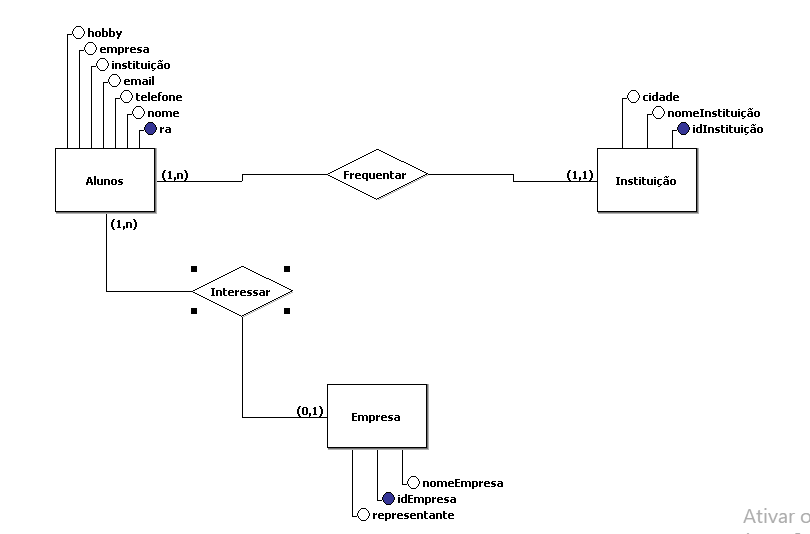 hobby
empresa
instituição
email
telefone
nome
ra
cidade
nomeInstituição
idInstituição
Alunos
(1,n)
Frequentar
(1,1)
Instituição
(1,n)
Interessar
(0,1)
Empresa
nomeEmpresa
idEmpresa
representante
Ativar o